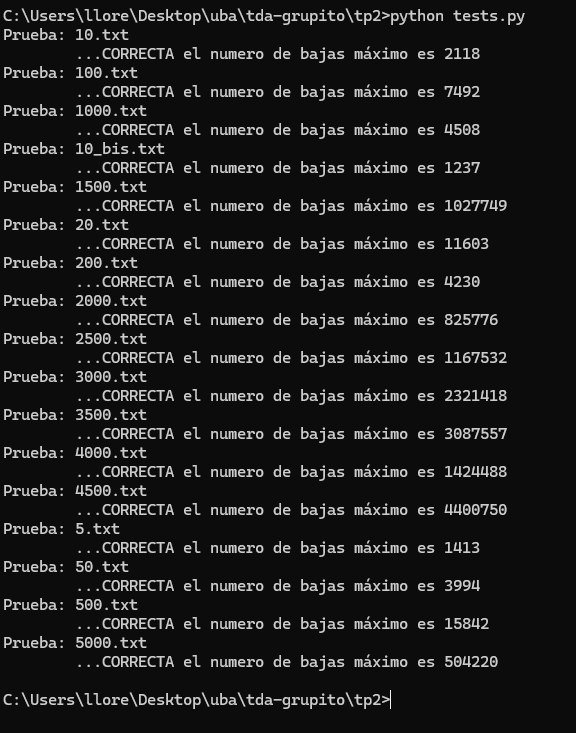 C:\Users\llore\Desktop\uba\tda-grupito\tp2>python tests.py
Prueba: 10.txt
...CORRECTA el numero de bajas máximo es 2118
Prueba: 100.txt
...CORRECTA el numero de bajas máximo es 7492
Prueba: 1000.txt
...CORRECTA el numero de bajas máximo es 4508
Prueba: 10_bis.txt
...CORRECTA el numero de bajas máximo es 1237
Prueba: 1500.txt
...CORRECTA el numero de bajas máximo es 1027749
Prueba: 20.txt
...CORRECTA el numero de bajas máximo es 11603
Prueba: 200.txt
...CORRECTA el numero de bajas máximo es 4230
Prueba: 2000.txt
...CORRECTA el numero de bajas máximo es 825776
Prueba: 2500.txt
...CORRECTA el numero de bajas máximo es 1167532
Prueba: 3000.txt
...CORRECTA el numero de bajas máximo es 2321418
Prueba: 3500.txt
...CORRECTA el numero de bajas máximo es 3087557
Prueba: 4000.txt
...CORRECTA el numero de bajas máximo es 1424488
Prueba: 4500.txt
...CORRECTA el numero de bajas máximo es 4400750
Prueba: 5.txt
...CORRECTA el numero de bajas máximo es 1413
Prueba: 50.txt
...CORRECTA el numero de bajas máximo es 3994
Prueba: 500.txt
...CORRECTA el numero de bajas máximo es 15842
Prueba: 5000.txt
...CORRECTA el numero de bajas máximo es 504220
C:\Users\llore\Desktop\uba\tda-grupito\tp2>